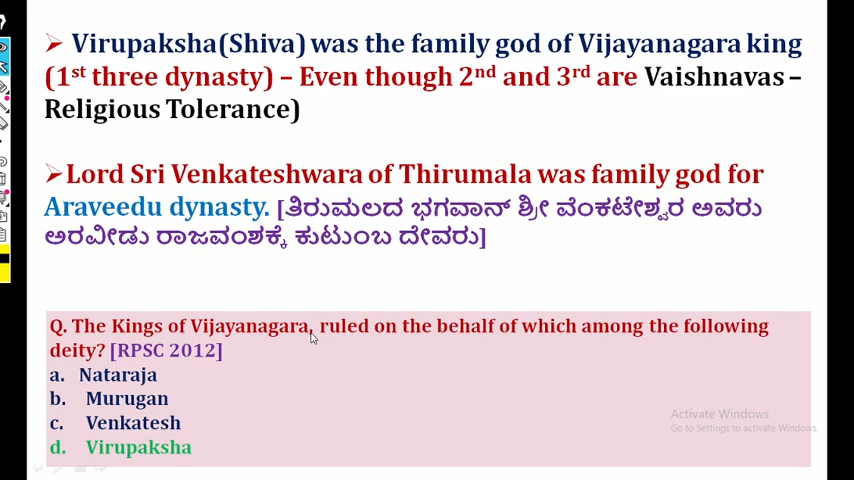 ➢ Virupaksha(Shiva) was the family god of Vijayanagara king
(1st three dynasty) – Even though 2nd and 3rd are Vaishnavas –
Religious Tolerance)
➢Lord Sri Venkateshwara of Thirumala was family god for
Araveedu dynasty. [ತಿರುಮಲದ ಭಗವಾನ್ ಶ್ರೀ ವೆಂಕಟೇಶ್ವರ ಅವರು
ಅರವೀಡು ರಾಜವಂಶಕ್ಕೆ ಕುಟುಂಬ ದೇವರು]
Q. The Kings of Vijayanagara, ruled on the behalf of which among the following
deity? [RPSC 2012]
a. Nataraja
b. Murugan
c. Venkatesh
d. Virupaksha
Activate Windows
Go to Settings to activate Windows.